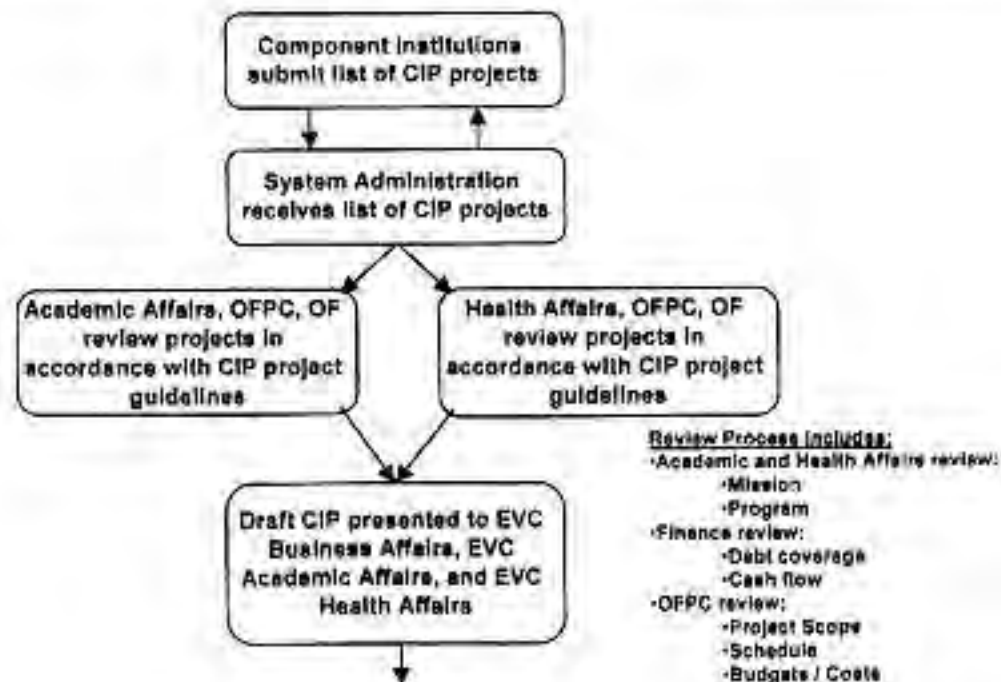 Component Institutions
submit list of CIP projects
System Administration
receives list of CIP projects
Academic Affairs, OFPC, OF
review projects in
accordance with CIP project
guidelines
Health Affairs, OFPC, OF
review projects in
accordance with CIP project
guidelines
Draft CIP presented to EVC
Business Affairs, EVC
Academic Affairs, and EVC
Health Affairs
Review Process Includes:
•Academic and Health Affairs review:
•Mission
•Program
•Finance review:
•Debt coverage
•Cash flow
•OFPC review:
•Project Scope
•Schedule
•Budgets / Costs